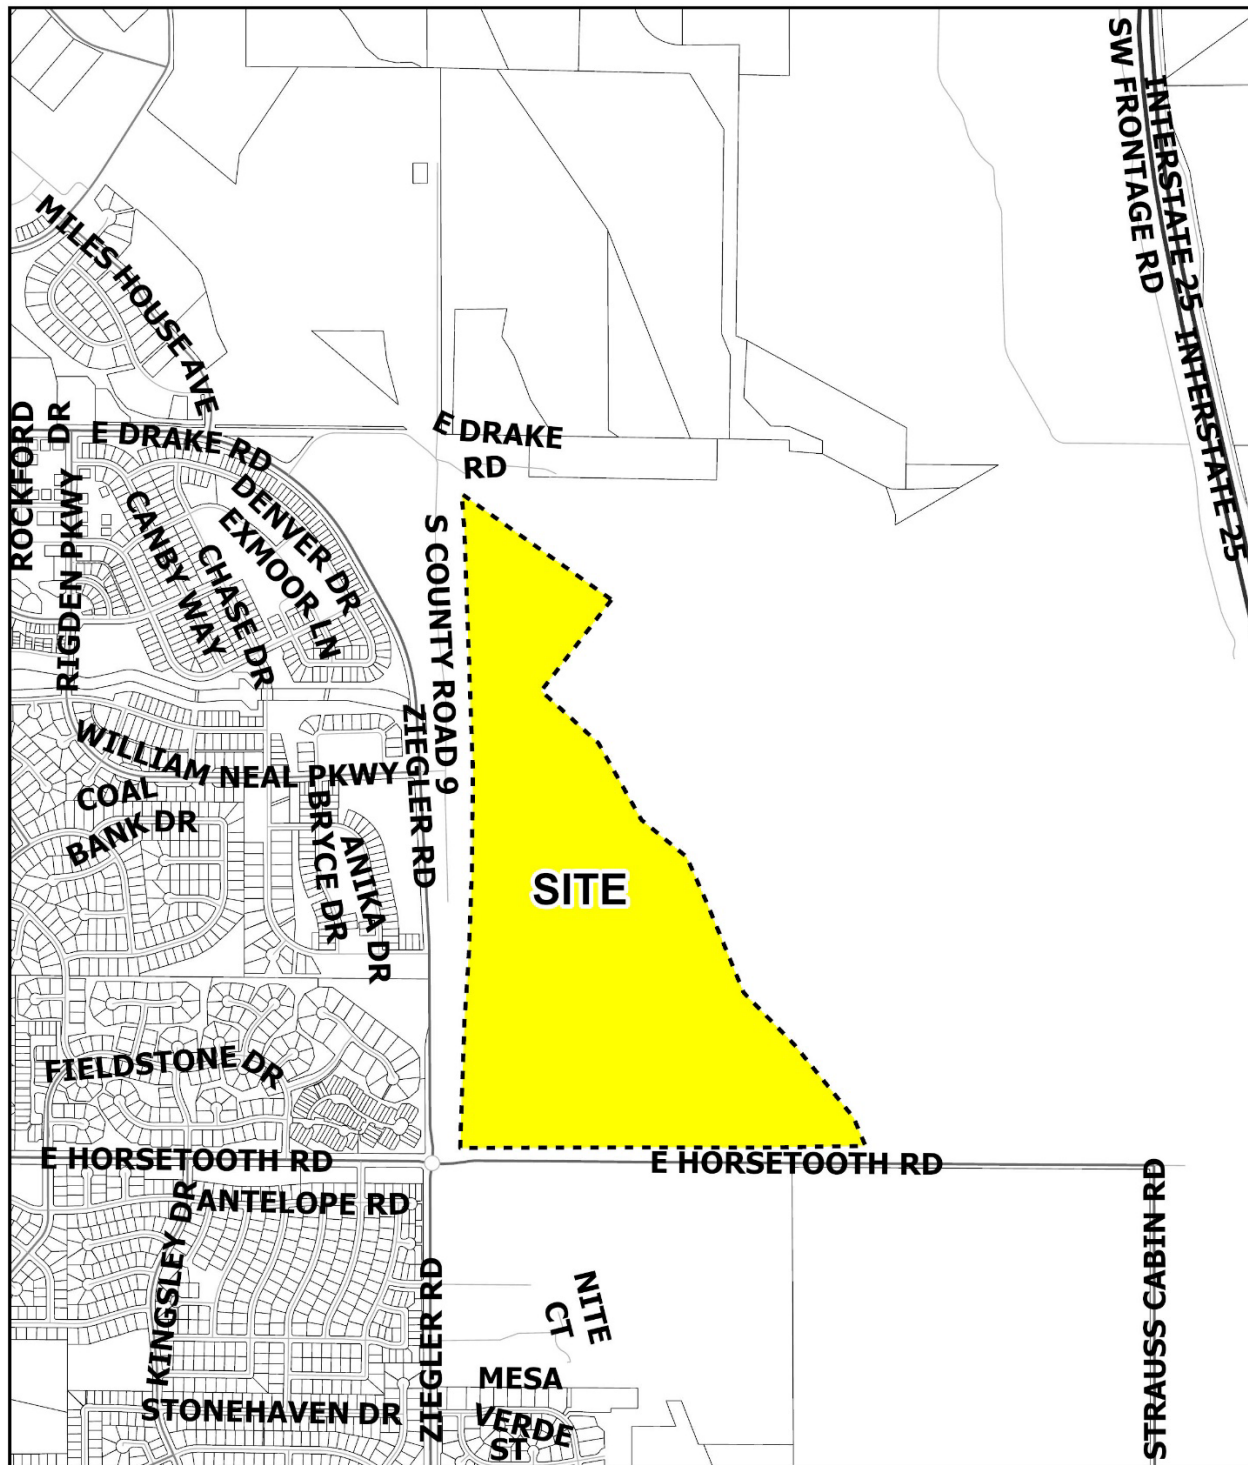 SW FRONTAGE RD
INTERSTATE 25
INTERSTATE 25
MILES HOUSE AVE
ROCKFORD
DR
E DRAKE RD
E DRAKE
RD
RIGDEN PKWY
CANBY WAY
CHASE DR
EXMOOR LN
DENVER DR
S COUNTY ROAD 9
ZIEGLER RD
WILLIAM NEAL PKWY
COAL
BANK DR
BRYCE DR
ANIKA DR
SITE
FIELDSTONE DR
E HORSETOOTH RD
E HORSETOOTH RD
ANTELOPE RD
KINGSLEY DR
ZIEGLER RD
NITE
CT
STRAUSS CABIN RD
MESA
VERDE
ST
STONEHAVEN DR